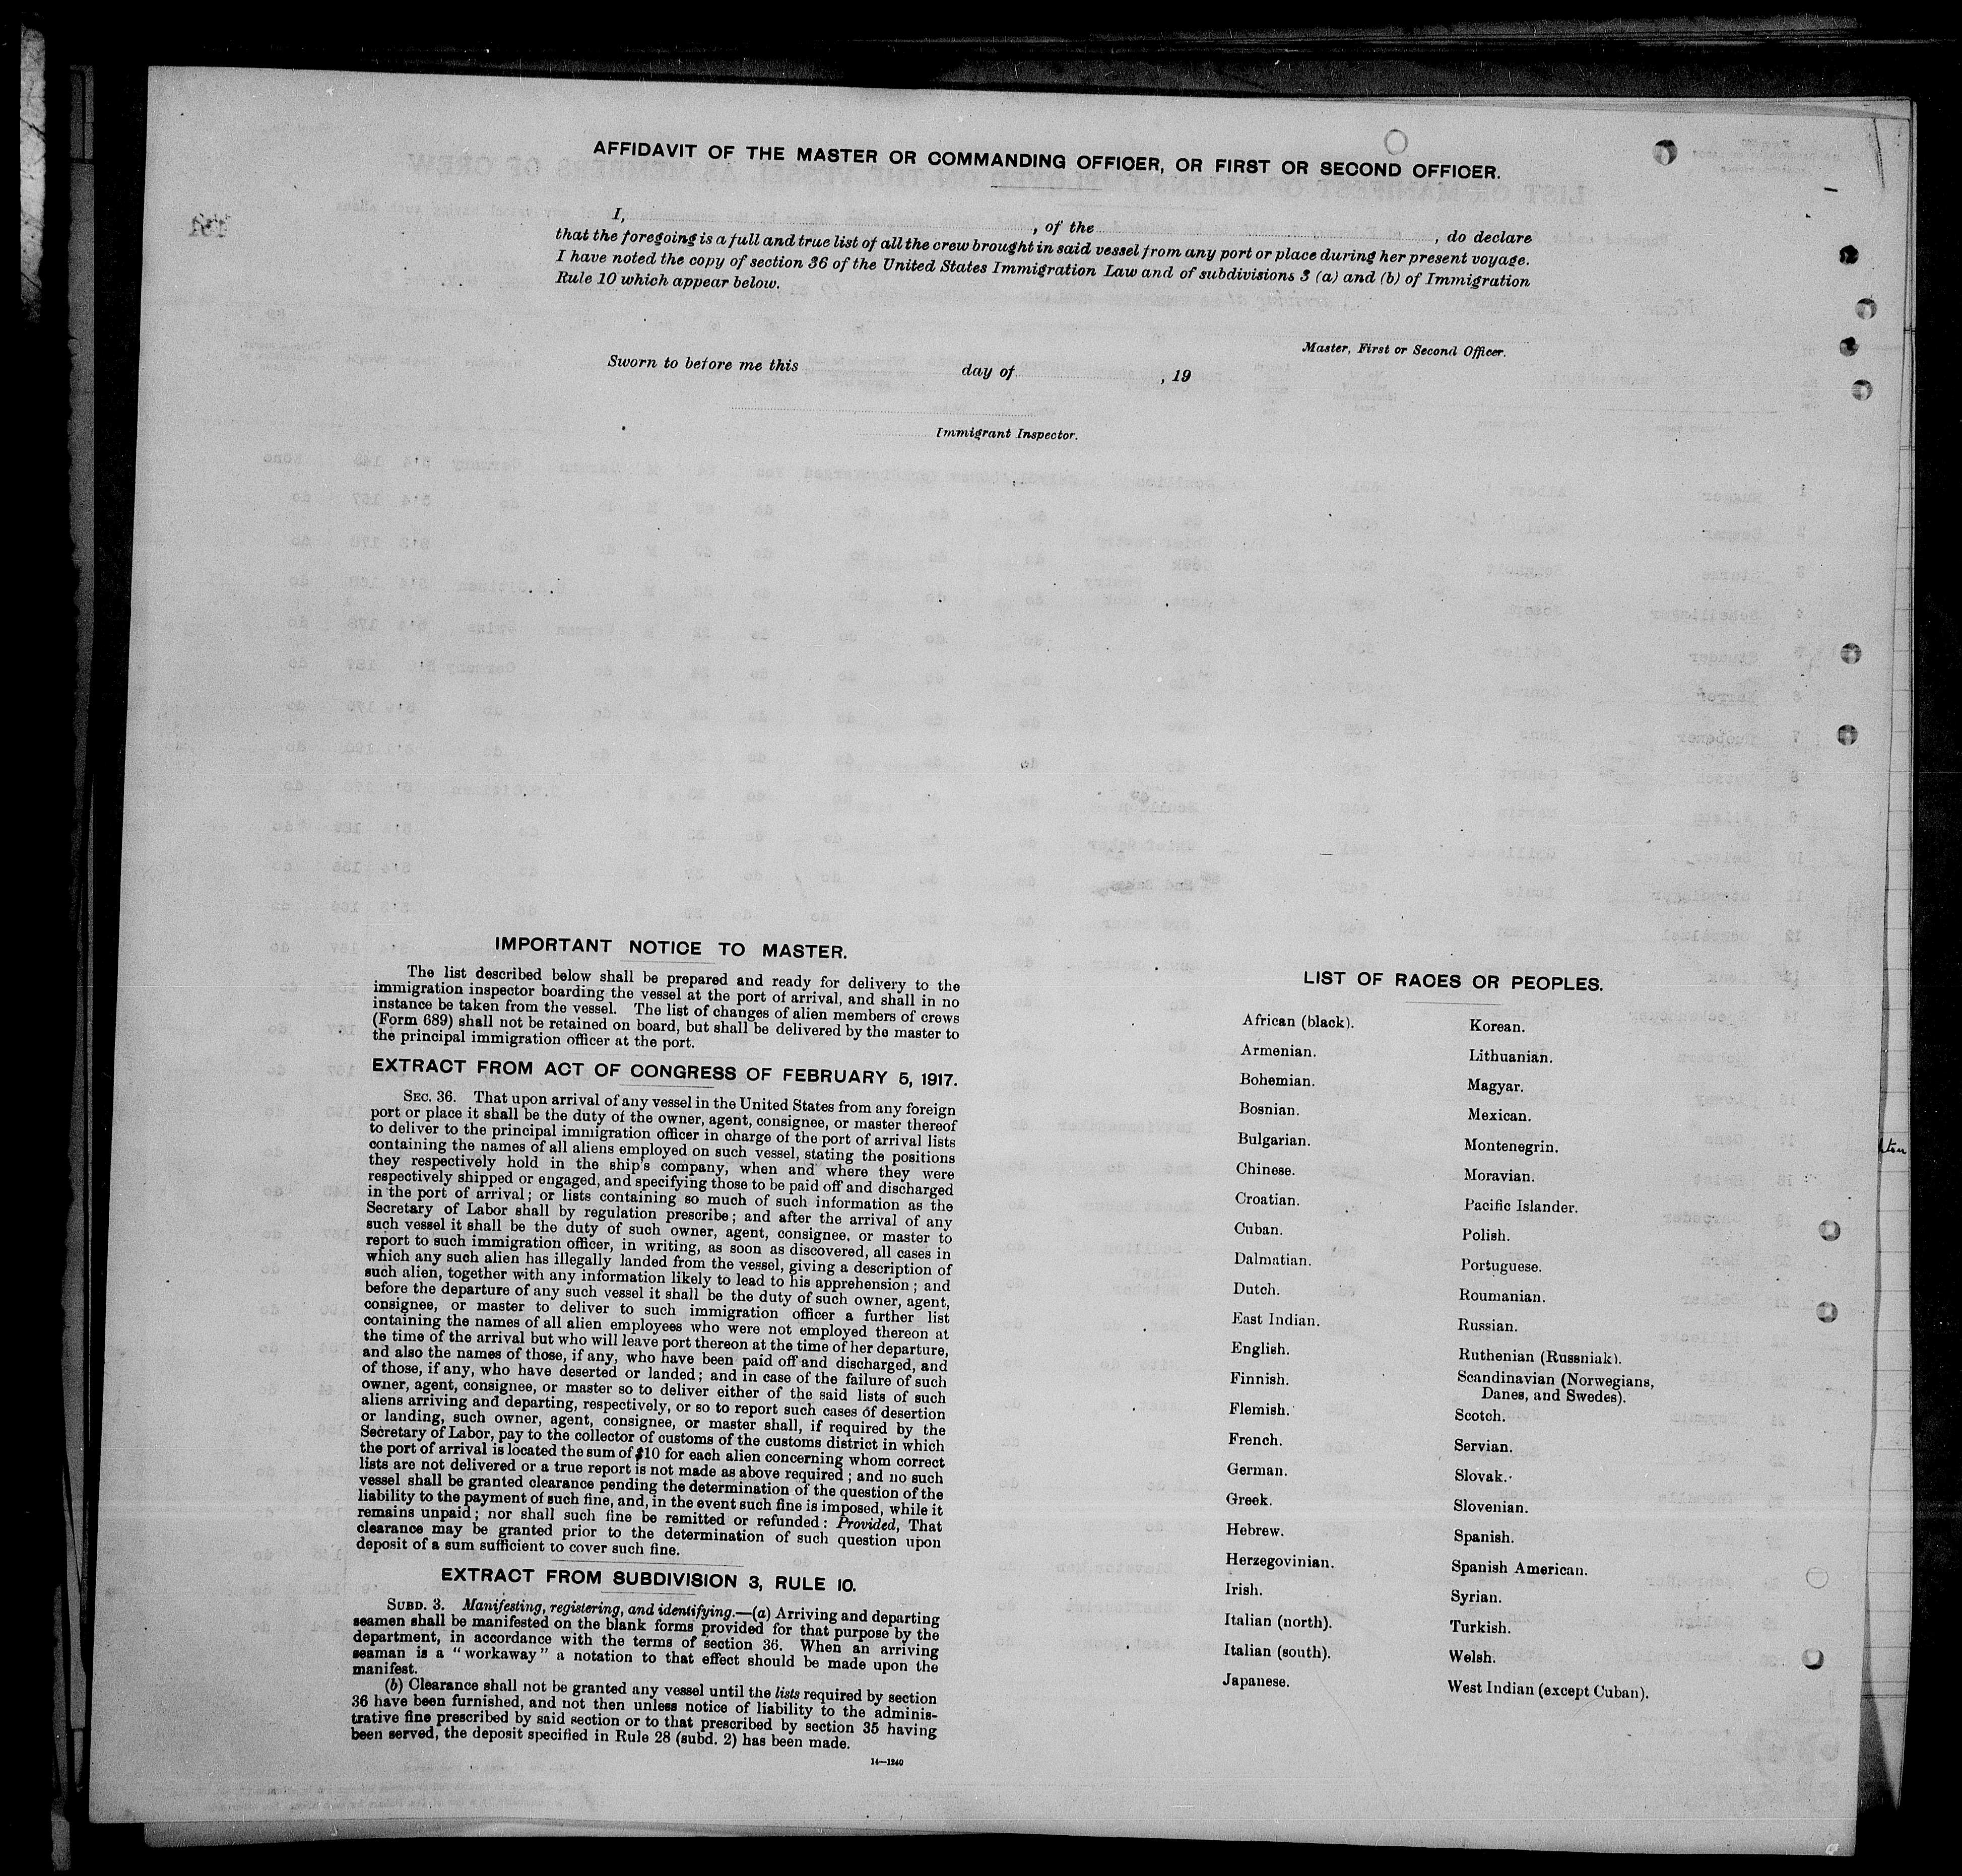 AFFIDAVIT OF THE MASTER OR COMMANDING OFFICER, OR FIRST OR SECOND OFFICER.
I, , of the , do declare
that the foregoing is a full and true list of all the crew brought in said vessel from any port or place during her present voyage.
I have noted the copy of section 36 of the United States Immigration Law and of subdivisions 3 (a) and (b) of Immigration
Rule 10 which appear below.
Master, First or Second Officer.
Sworn to before me this day of , 19
Immigrant Inspector.
IMPORTANT NOTICE TO MASTER.
The list described below shall be prepared and ready for delivery to the
immigration inspector boarding the vessel at the port of arrival, and shall in no
instance be taken from the vessel. The list of changes of alien members of crews
(Form 689) shall not be retained on board, but shall be delivered by the master to
the principal immigration officer at the port.
EXTRACT FROM ACT OF CONGRESS OF FEBRUARY 5, 1917.
SEC. 36. That upon arrival of any vessel in the United States from any foreign
port or place it shall be the duty of the owner, agent, consignee, or master thereof
to deliver to the principal immigration officer in charge of the port of arrival lists
containing the names of all aliens employed on such vessel, stating the positions
they respectively hold in the ship's company, when and where they were
respectively shipped or engaged, and specifying those to be paid off and discharged
in the port of arrival; or lists containing so much of such information as the
Secretary of Labor shall by regulation prescribe; and after the arrival of any
such vessel it shall be the duty of such owner, agent, consignee, or master to
report to such immigration officer, in writing, as soon as discovered, all cases in
which any such alien has illegally landed from the vessel, giving a description of
such alien, together with any information likely to lead to his apprehension; and
before the departure of any such vessel it shall be the duty of such owner, agent,
consignee, or master to deliver to such immigration officer a further list
containing the names of all alien employees who were not employed thereon at
the time of the arrival but who will leave port thereon at the time of her departure,
and also the names of those, if any, who have been paid off and discharged, and
of those, if any, who have deserted or landed; and in case of the failure of such
owner, agent, consignee, or master so to deliver either of the said lists of such
aliens arriving and departing, respectively, or so to report such cases of desertion
or landing, such owner, agent, consignee, or master shall, if required by the
Secretary of Labor, pay to the collector of customs of the customs district in which
the port of arrival is located the sum of $10 for each alien concerning whom correct
lists are not delivered or a true report is not made as above required; and no such
vessel shall be granted clearance pending the determination of the question of the
liability to the payment of such fine, and, in the event such fine is imposed, while it
remains unpaid; nor shall such fine be remitted or refunded: Provided, That
clearance may be granted prior to the determination of such question upon
deposit of a sum sufficient to cover such fine.
EXTRACT FROM SUBDIVISION 3, RULE 10.
SUBD. 3. Manifesting, registering, and identifying.—(a) Arriving and departing
seamen shall be manifested on the blank forms provided for that purpose by the
department, in accordance with the terms of section 36. When an arriving
seaman is a "workaway" a notation to that effect should be made upon the
manifest.
(b) Clearance shall not be granted any vessel until the lists required by section
36 have been furnished, and not then unless notice of liability to the adminis-
trative fine prescribed by said section or to that prescribed by section 35 having
been served, the deposit specified in Rule 28 (subd. 2) has been made.
14—1240
LIST OF RACES OR PEOPLES.
African (black).
Armenian.
Bohemian.
Bosnian.
Bulgarian.
Chinese.
Croatian.
Cuban.
Dalmatian.
Dutch.
East Indian.
English.
Finnish.
Flemish.
French.
German.
Greek.
Hebrew.
Herzegovinian.
Irish.
Italian (north).
Italian (south).
Japanese.
Korean.
Lithuanian.
Magyar.
Mexican.
Montenegrin.
Moravian.
Pacific Islander.
Polish.
Portuguese.
Roumanian.
Russian.
Ruthenian (Russniak).
Scandinavian (Norwegians,
Danes, and Swedes).
Scotch.
Servian.
Slovak.
Slovenian.
Spanish.
Spanish American.
Syrian.
Turkish.
Welsh.
West Indian (except Cuban).